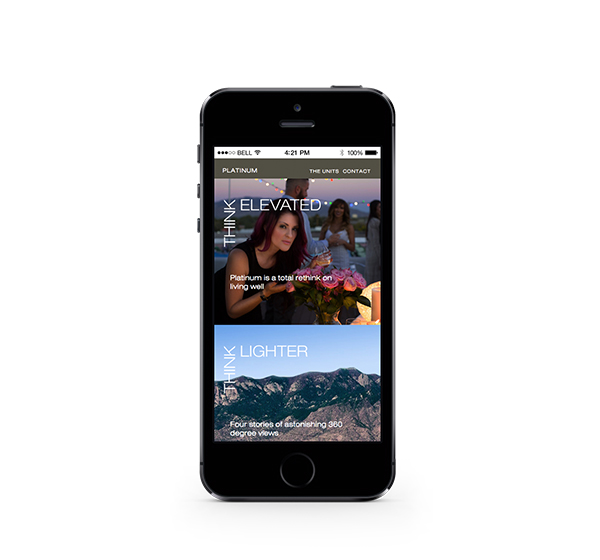 BELL 4:21 PM 100%
PLATINUM THE UNITS CONTACT
THINK ELEVATED
Platinum is a total rethink on
living well
THINK LIGHTER
Four stories of astonishing 360
degree views